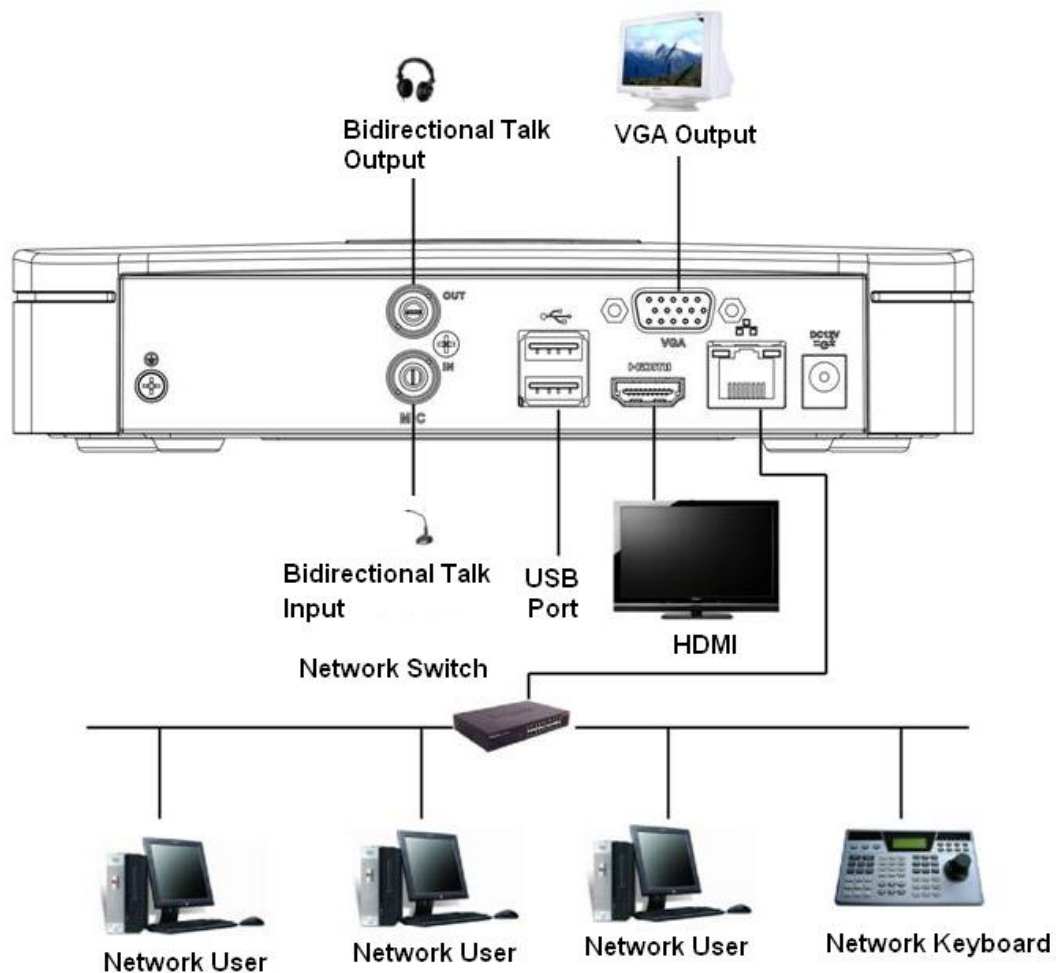 Bidirectional Talk
Output
VGA Output
OUT
IN
MIC
VGA
HDMI
DC12V
Bidirectional Talk
Input
USB
Port
HDMI
Network Switch
Network User
Network User
Network User
Network Keyboard